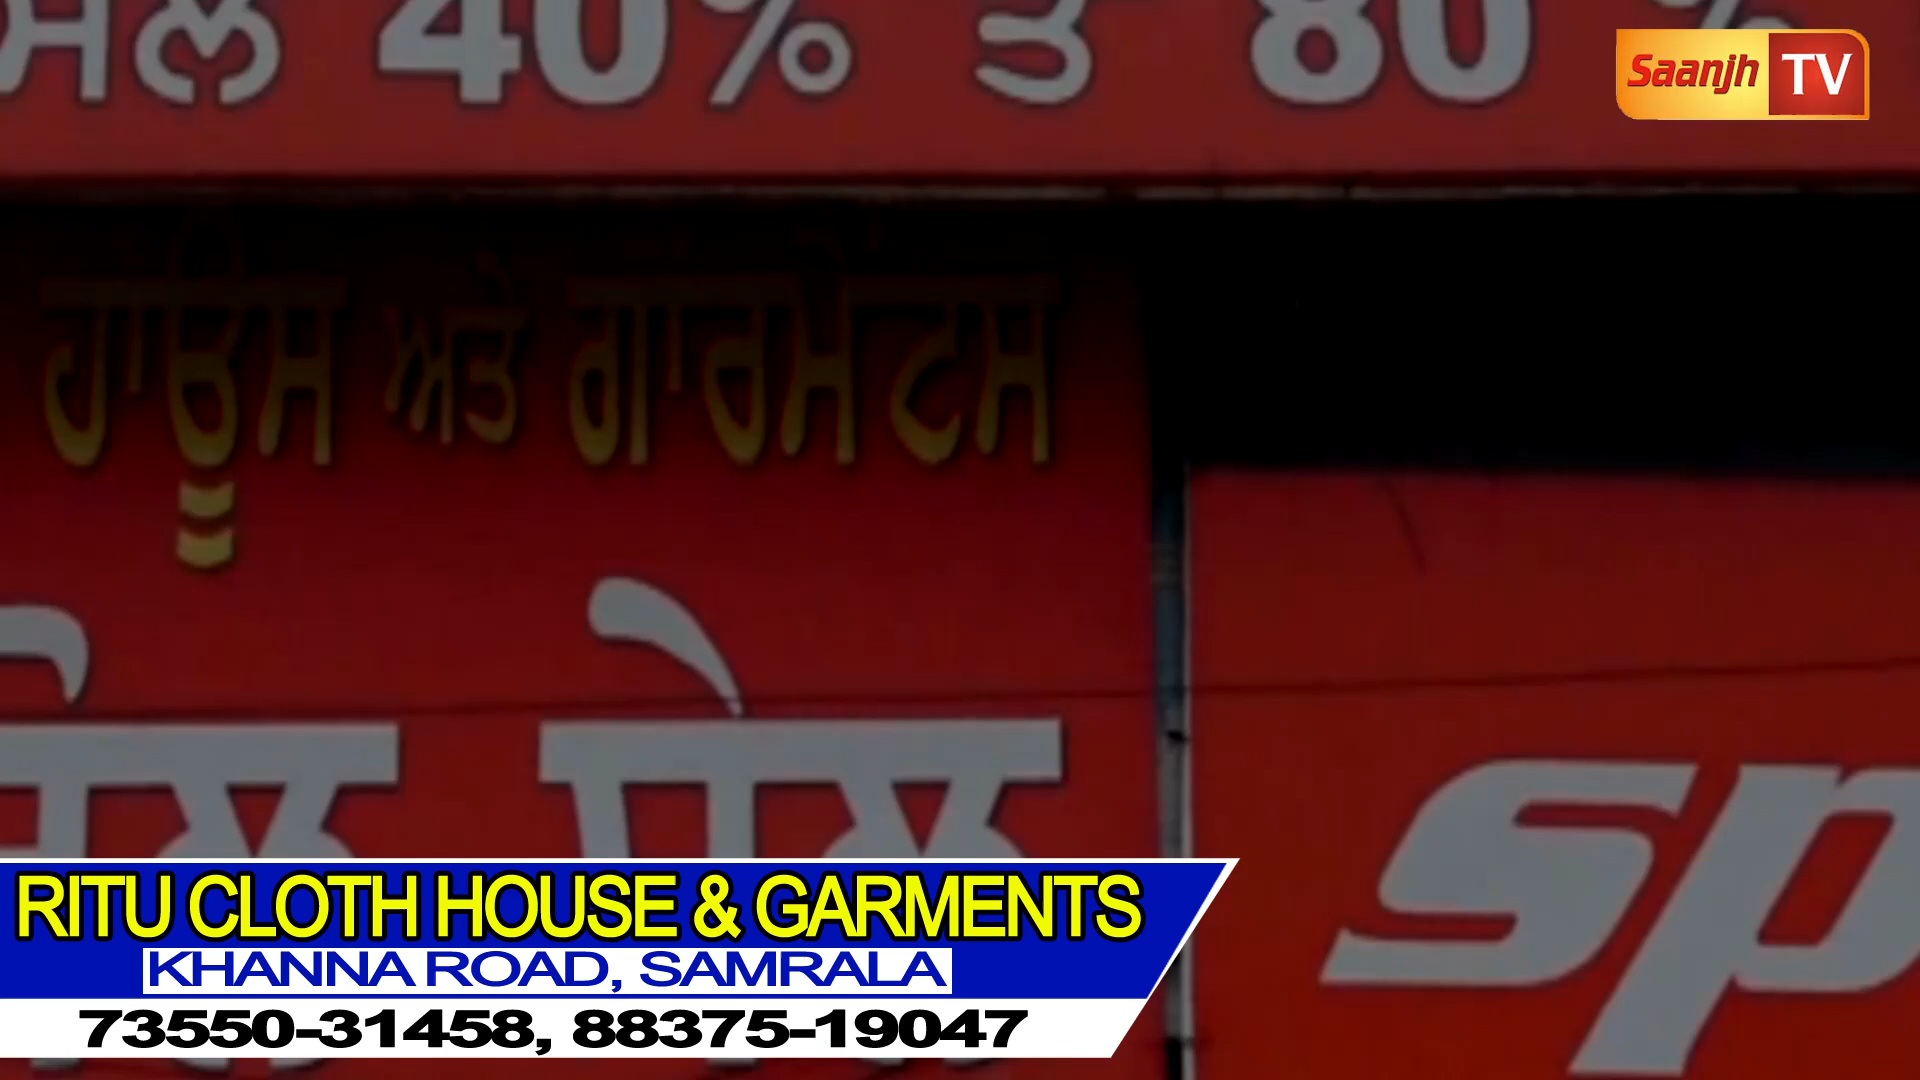 40% ਤੋਂ 80 %
Saanjh TV
ਹਾਊਸ ਅਤੇ ਗਾਰਮੈਂਟਸ
ਸੇਲ
RITU CLOTH HOUSE & GARMENTS
KHANNA ROAD, SAMRALA
73550-31458, 88375-19047